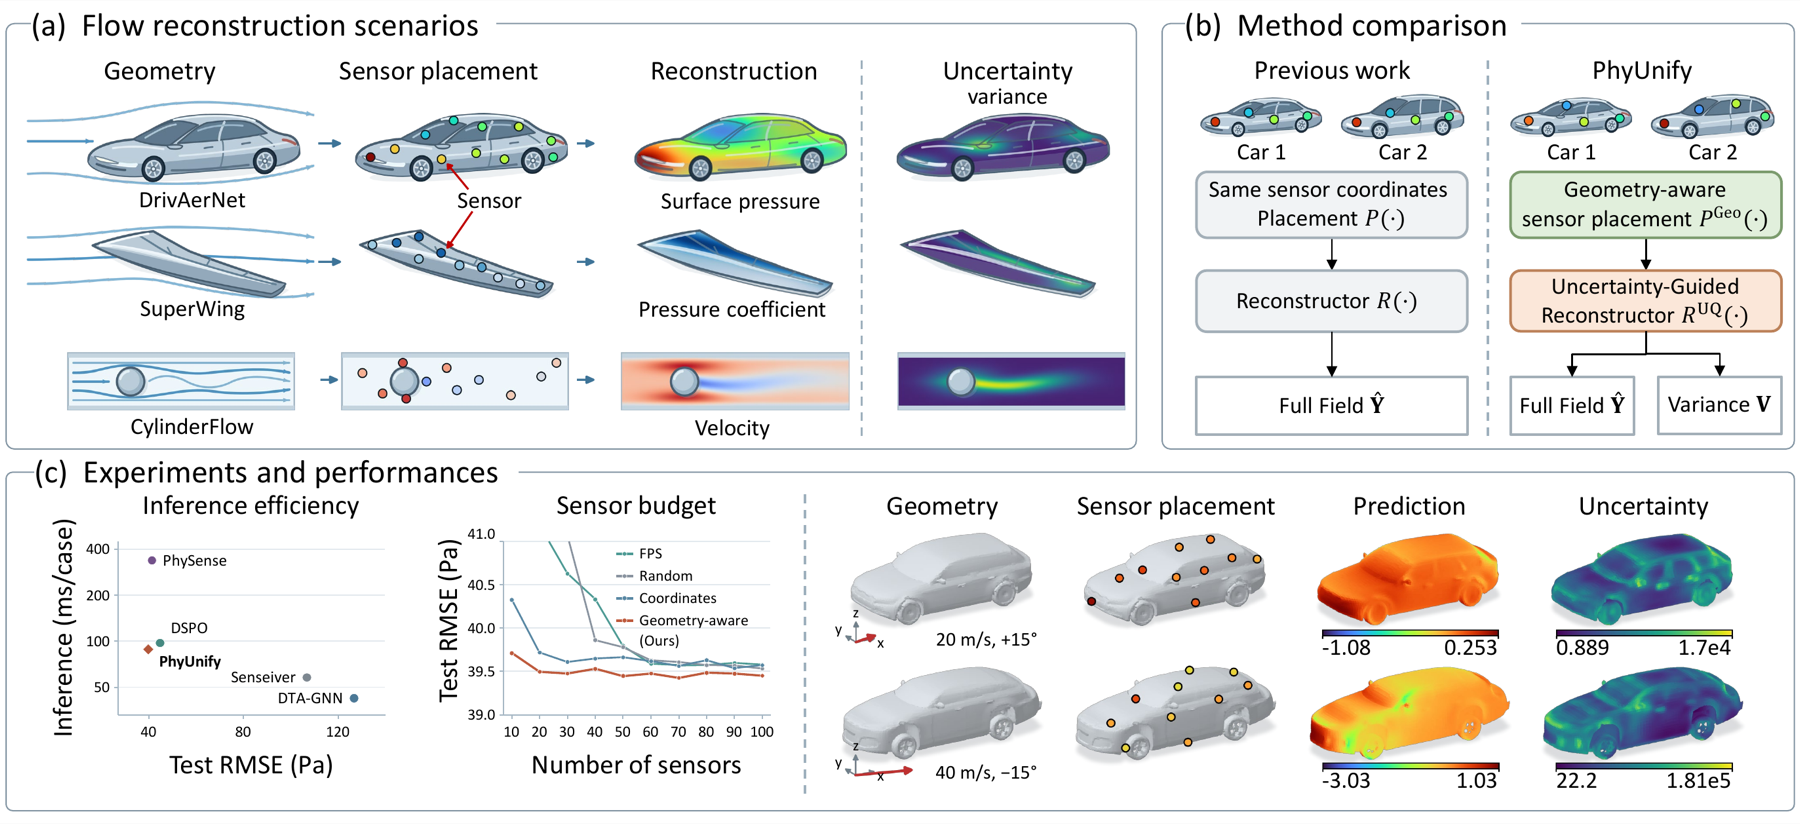 (a) Flow reconstruction scenarios
Geometry
Sensor placement
Reconstruction
Uncertainty
variance
DrivAerNet
Sensor
Surface pressure
SuperWing
Pressure coefficient
CylinderFlow
Velocity
(b) Method comparison
Previous work
PhyUnify
Car 1
Car 2
Car 1
Car 2
Same sensor coordinates
Placement P(·)
Reconstructor R(·)
Full Field Ŷ
Geometry-aware
sensor placement P^Geo(·)
Uncertainty-Guided
Reconstructor R^UQ(·)
Full Field Ŷ
Variance V
(c) Experiments and performances
Inference efficiency
Inference (ms/case)
400
200
100
50
PhySense
DSPO
PhyUnify
Senseiver
DTA-GNN
40
80
120
Test RMSE (Pa)
Sensor budget
Test RMSE (Pa)
41.0
40.5
40.0
39.5
39.0
FPS
Random
Coordinates
Geometry-aware
(Ours)
10 20 30 40 50 60 70 80 90 100
Number of sensors
Geometry
Sensor placement
Prediction
Uncertainty
z
y
x
20 m/s, +15°
-1.08
0.253
0.889
1.7e4
z
y
x
40 m/s, −15°
-3.03
1.03
22.2
1.81e5